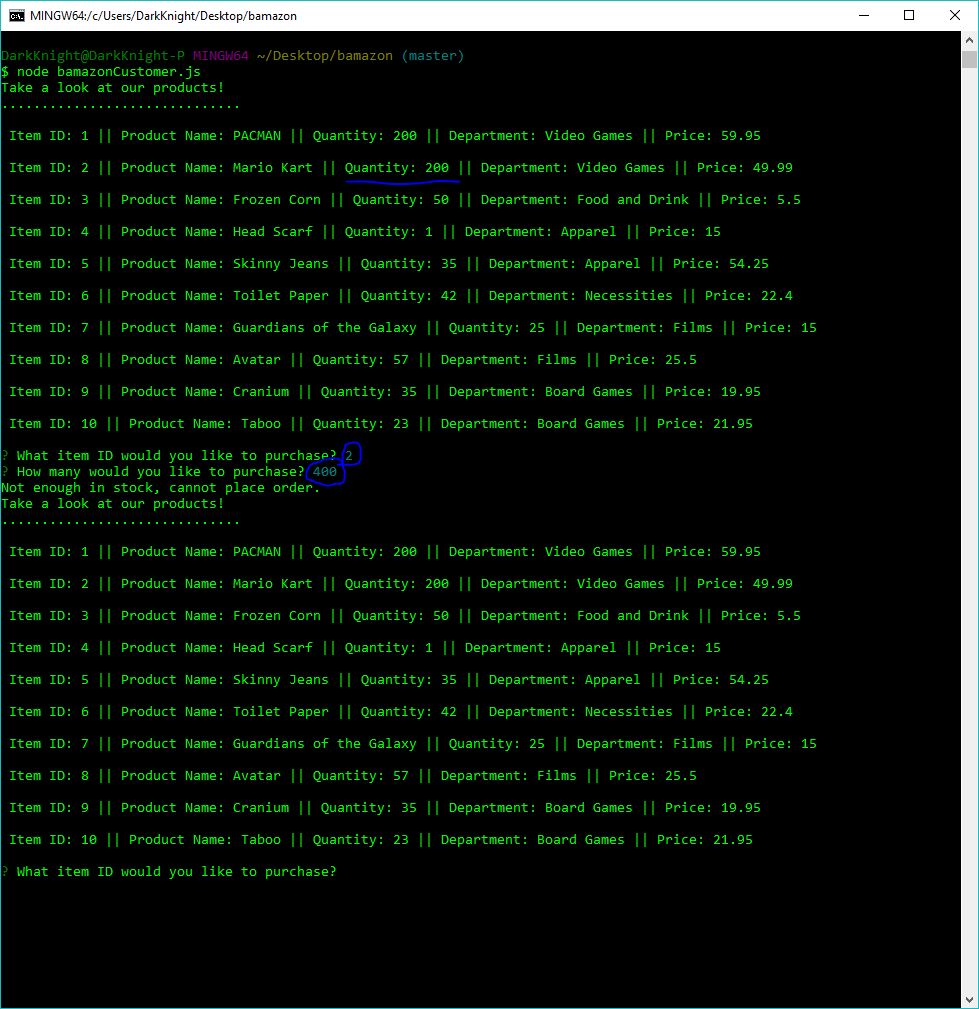 MINGW64:/c/Users/DarkKnight/Desktop/bamazon
DarkKnight@DarkKnight-P MINGW64 ~/Desktop/bamazon (master)
$ node bamazonCustomer.js
Take a look at our products!
..............................
Item ID: 1 || Product Name: PACMAN || Quantity: 200 || Department: Video Games || Price: 59.95
Item ID: 2 || Product Name: Mario Kart || Quantity: 200 || Department: Video Games || Price: 49.99
Item ID: 3 || Product Name: Frozen Corn || Quantity: 50 || Department: Food and Drink || Price: 5.5
Item ID: 4 || Product Name: Head Scarf || Quantity: 1 || Department: Apparel || Price: 15
Item ID: 5 || Product Name: Skinny Jeans || Quantity: 35 || Department: Apparel || Price: 54.25
Item ID: 6 || Product Name: Toilet Paper || Quantity: 42 || Department: Necessities || Price: 22.4
Item ID: 7 || Product Name: Guardians of the Galaxy || Quantity: 25 || Department: Films || Price: 15
Item ID: 8 || Product Name: Avatar || Quantity: 57 || Department: Films || Price: 25.5
Item ID: 9 || Product Name: Cranium || Quantity: 35 || Department: Board Games || Price: 19.95
Item ID: 10 || Product Name: Taboo || Quantity: 23 || Department: Board Games || Price: 21.95
? What item ID would you like to purchase? 2
? How many would you like to purchase? 400
Not enough in stock, cannot place order.
Take a look at our products!
..............................
Item ID: 1 || Product Name: PACMAN || Quantity: 200 || Department: Video Games || Price: 59.95
Item ID: 2 || Product Name: Mario Kart || Quantity: 200 || Department: Video Games || Price: 49.99
Item ID: 3 || Product Name: Frozen Corn || Quantity: 50 || Department: Food and Drink || Price: 5.5
Item ID: 4 || Product Name: Head Scarf || Quantity: 1 || Department: Apparel || Price: 15
Item ID: 5 || Product Name: Skinny Jeans || Quantity: 35 || Department: Apparel || Price: 54.25
Item ID: 6 || Product Name: Toilet Paper || Quantity: 42 || Department: Necessities || Price: 22.4
Item ID: 7 || Product Name: Guardians of the Galaxy || Quantity: 25 || Department: Films || Price: 15
Item ID: 8 || Product Name: Avatar || Quantity: 57 || Department: Films || Price: 25.5
Item ID: 9 || Product Name: Cranium || Quantity: 35 || Department: Board Games || Price: 19.95
Item ID: 10 || Product Name: Taboo || Quantity: 23 || Department: Board Games || Price: 21.95
? What item ID would you like to purchase?